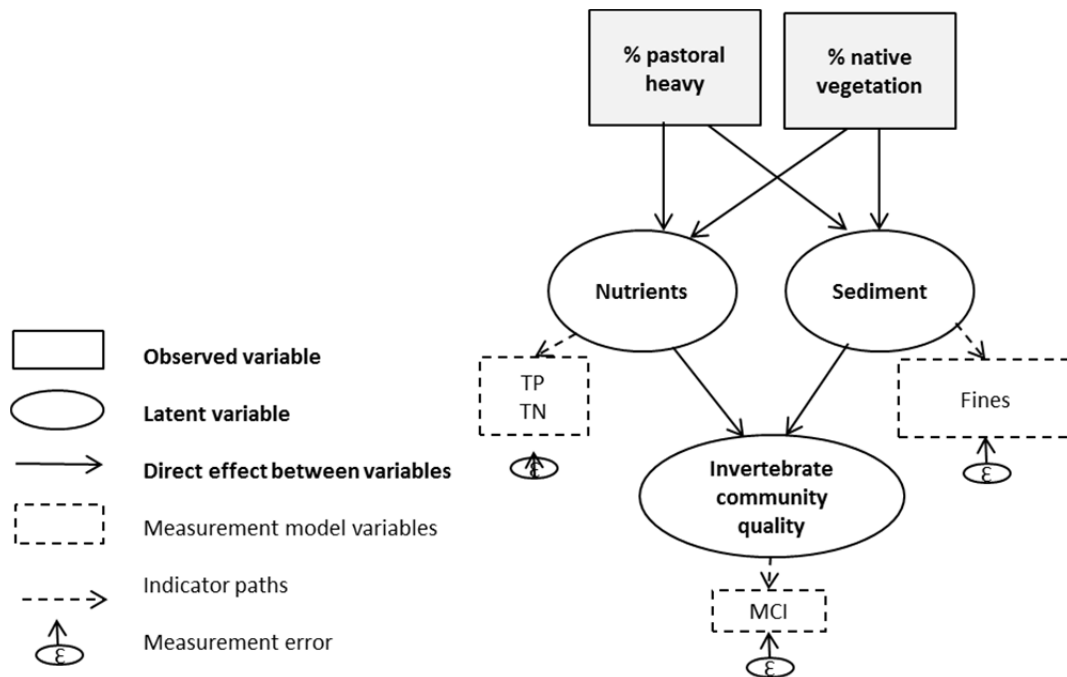 % pastoral
heavy
% native
vegetation
Nutrients
Sediment
TP
TN
ε
Fines
ε
Invertebrate
community
quality
MCI
ε
Observed variable
Latent variable
Direct effect between variables
Measurement model variables
Indicator paths
Measurement error
ε